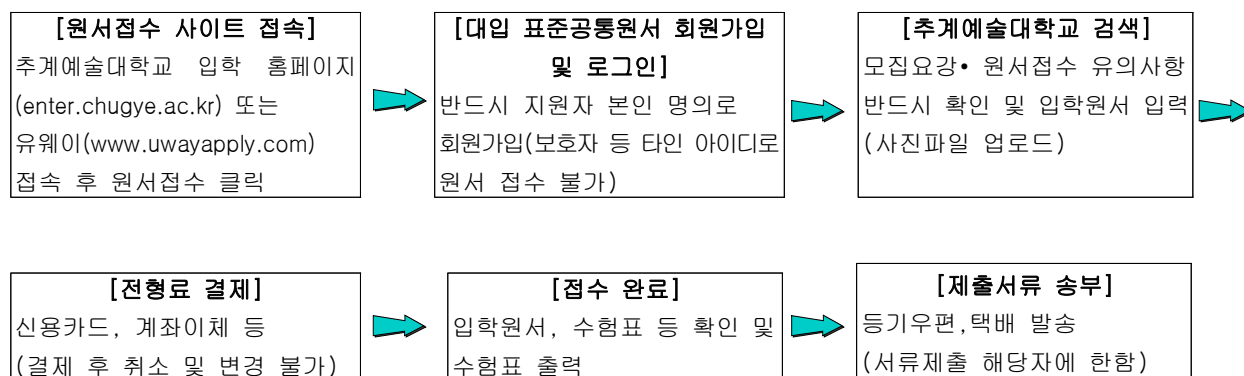 [원서접수 사이트 접속]
추계예술대학교 입학 홈페이지
(enter.chugye.ac.kr) 또는
유웨이(www.uwayapply.com)
접속 후 원서접수 클릭
[대입 표준공통원서 회원가입
및 로그인]
반드시 지원자 본인 명의로
회원가입(보호자 등 타인 아이디로
원서 접수 불가)
[추계예술대학교 검색]
모집요강• 원서접수 유의사항
반드시 확인 및 입학원서 입력
(사진파일 업로드)
[전형료 결제]
신용카드, 계좌이체 등
(결제 후 취소 및 변경 불가)
[접수 완료]
입학원서, 수험표 등 확인 및
수험표 출력
[제출서류 송부]
등기우편,택배 발송
(서류제출 해당자에 한함)